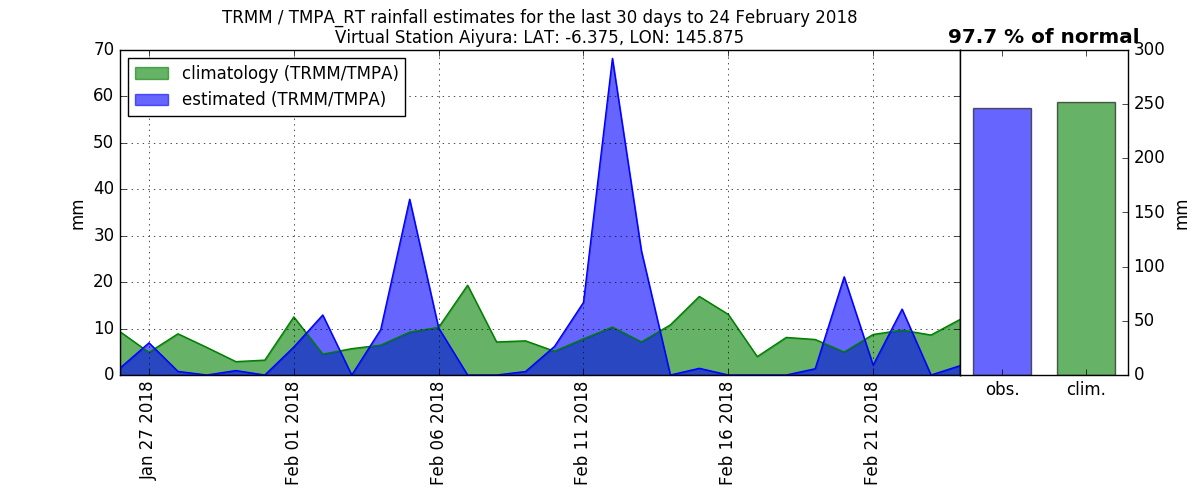 TRMM / TMPA_RT rainfall estimates for the last 30 days to 24 February 2018
Virtual Station Aiyura: LAT: -6.375, LON: 145.875
97.7 % of normal
climatology (TRMM/TMPA)
estimated (TRMM/TMPA)
70
60
50
40
30
20
10
0
mm
Jan 27 2018
Feb 01 2018
Feb 06 2018
Feb 11 2018
Feb 16 2018
Feb 21 2018
300
250
200
150
100
50
0
mm
obs.
clim.